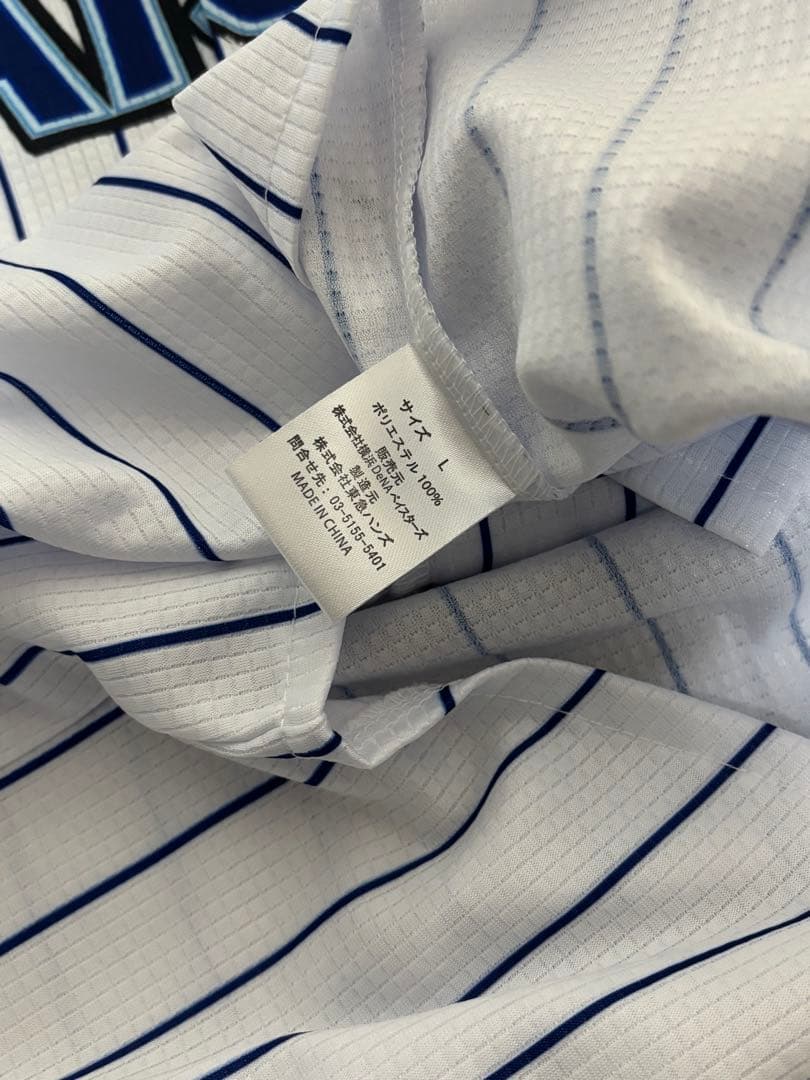 サイズ L
ポリエステル 100%
販売元
株式会社横浜DeNAベイスターズ
製造元
株式会社東急ハンズ
問合せ先：03-5155-5401
MADE IN CHINA